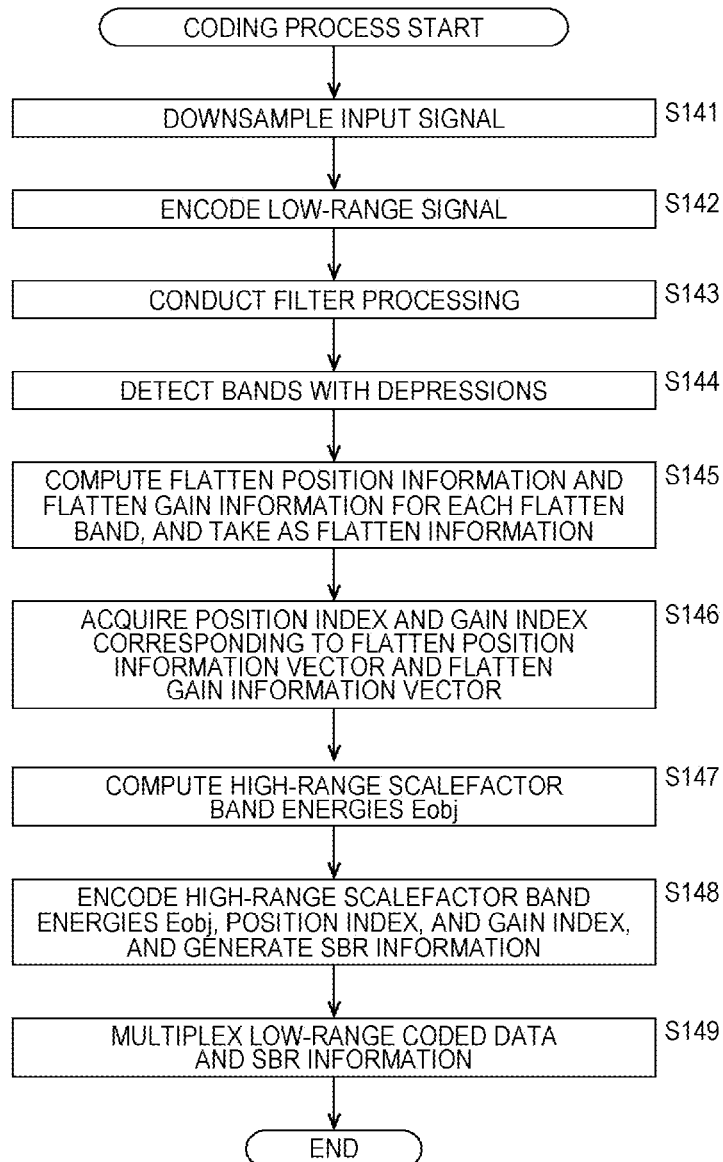 CODING PROCESS START
DOWNSAMPLE INPUT SIGNAL
S141
ENCODE LOW-RANGE SIGNAL
S142
CONDUCT FILTER PROCESSING
S143
DETECT BANDS WITH DEPRESSIONS
S144
COMPUTE FLATTEN POSITION INFORMATION AND
FLATTEN GAIN INFORMATION FOR EACH FLATTEN
BAND, AND TAKE AS FLATTEN INFORMATION
S145
ACQUIRE POSITION INDEX AND GAIN INDEX
CORRESPONDING TO FLATTEN POSITION
INFORMATION VECTOR AND FLATTEN
GAIN INFORMATION VECTOR
S146
COMPUTE HIGH-RANGE SCALEFACTOR
BAND ENERGIES Eobj
S147
ENCODE HIGH-RANGE SCALEFACTOR BAND
ENERGIES Eobj, POSITION INDEX, AND GAIN INDEX,
AND GENERATE SBR INFORMATION
S148
MULTIPLEX LOW-RANGE CODED DATA
AND SBR INFORMATION
S149
END